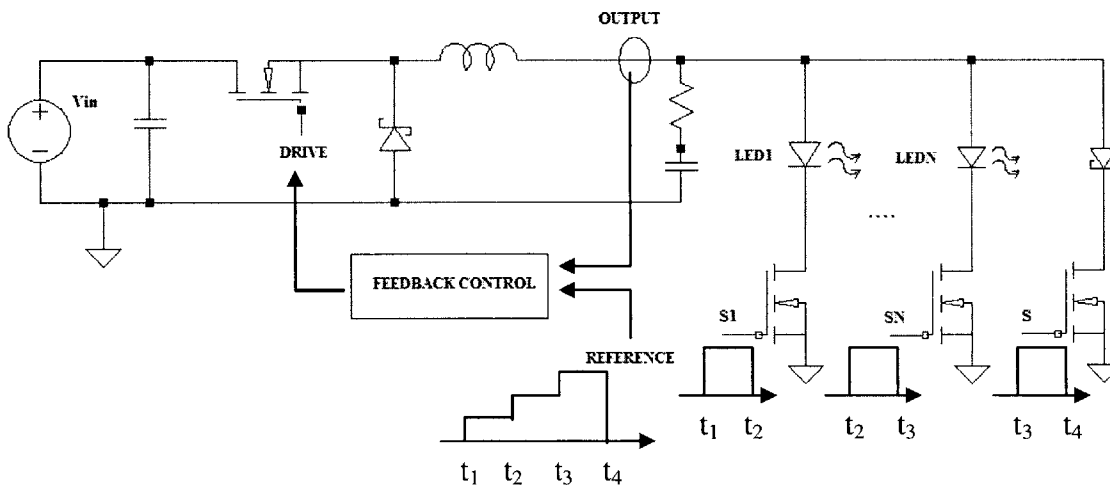 OUTPUT
Vin
DRIVE
LED1
LEDN
....
FEEDBACK CONTROL
S1
SN
S
REFERENCE
t1 t2
t2 t3
t3 t4
t1 t2 t3 t4